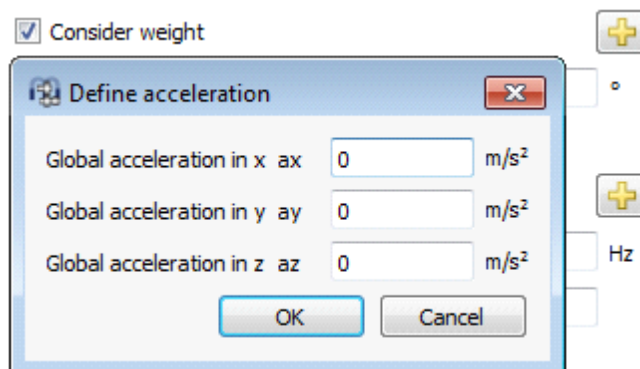 Consider weight
Define acceleration
°
Global acceleration in x ax 0 m/s²
Global acceleration in y ay 0 m/s²
Global acceleration in z az 0 m/s²
Hz
OK Cancel